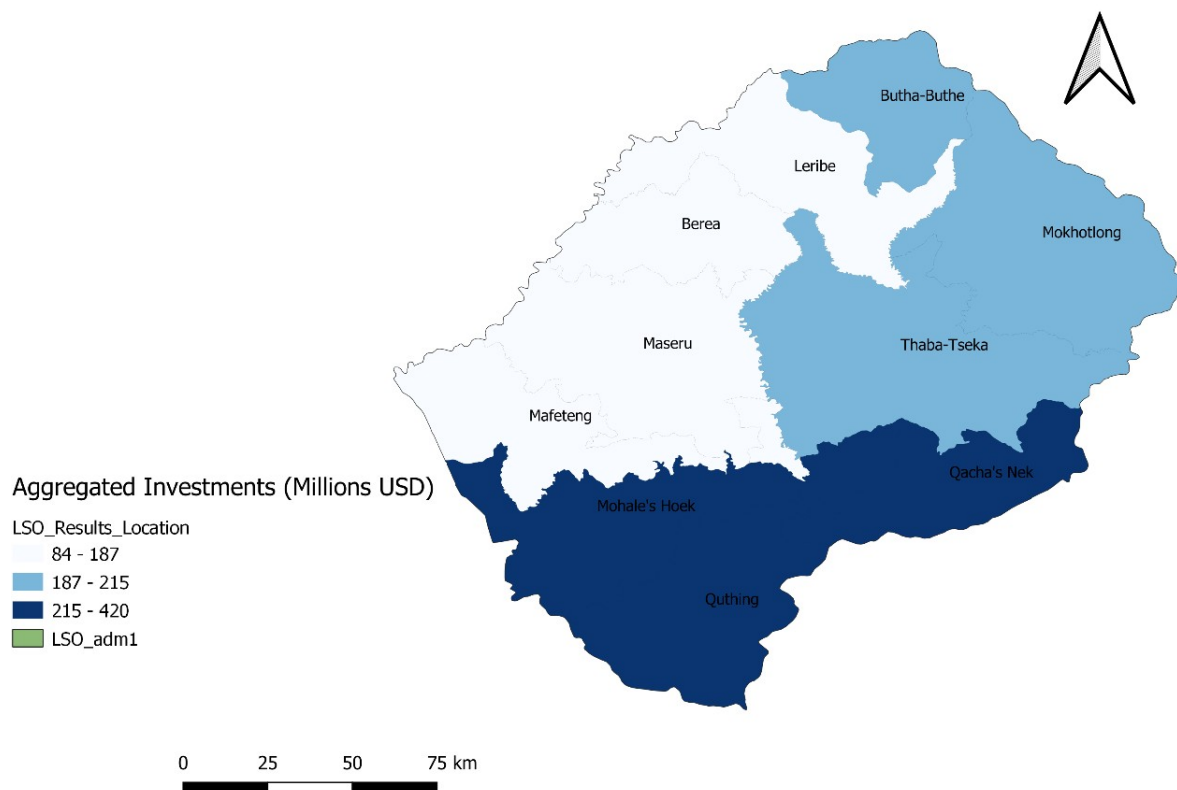 Butha-Buthe
Leribe
Berea
Mokhotlong
Maseru
Thaba-Tseka
Mafeteng
Qacha's Nek
Mohale's Hoek
Quthing
Aggregated Investments (Millions USD)
LSO_Results_Location
84 - 187
187 - 215
215 - 420
LSO_adm1
0 25 50 75 km